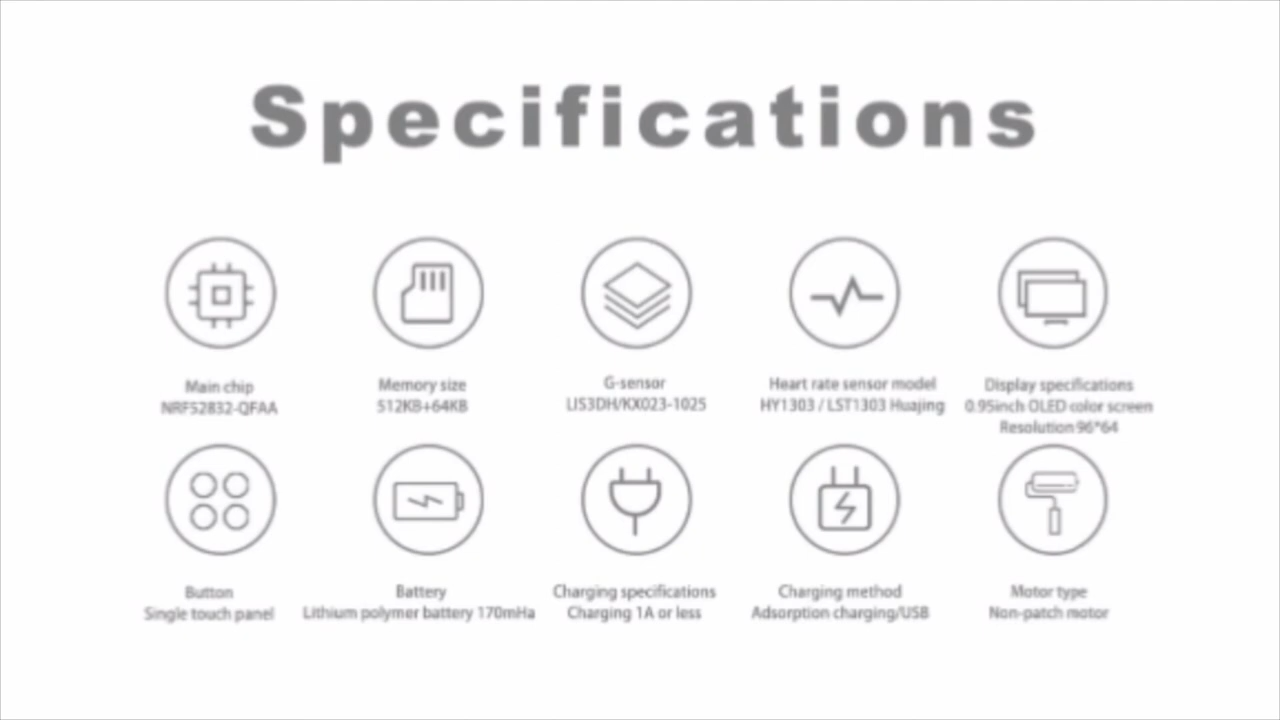 Specifications
Main chip
NRF52832-QFAA
Memory size
512KB+64KB
G-sensor
LIS3DH/KX023-1025
Heart rate sensor model
HY1303 / LST1303 Huajing
Display specifications
0.95inch OLED color screen
Resolution 96*64
Button
Single touch panel
Battery
Lithium polymer battery 170mHa
Charging specifications
Charging 1A or less
Charging method
Adsorption charging/USB
Motor type
Non-patch motor